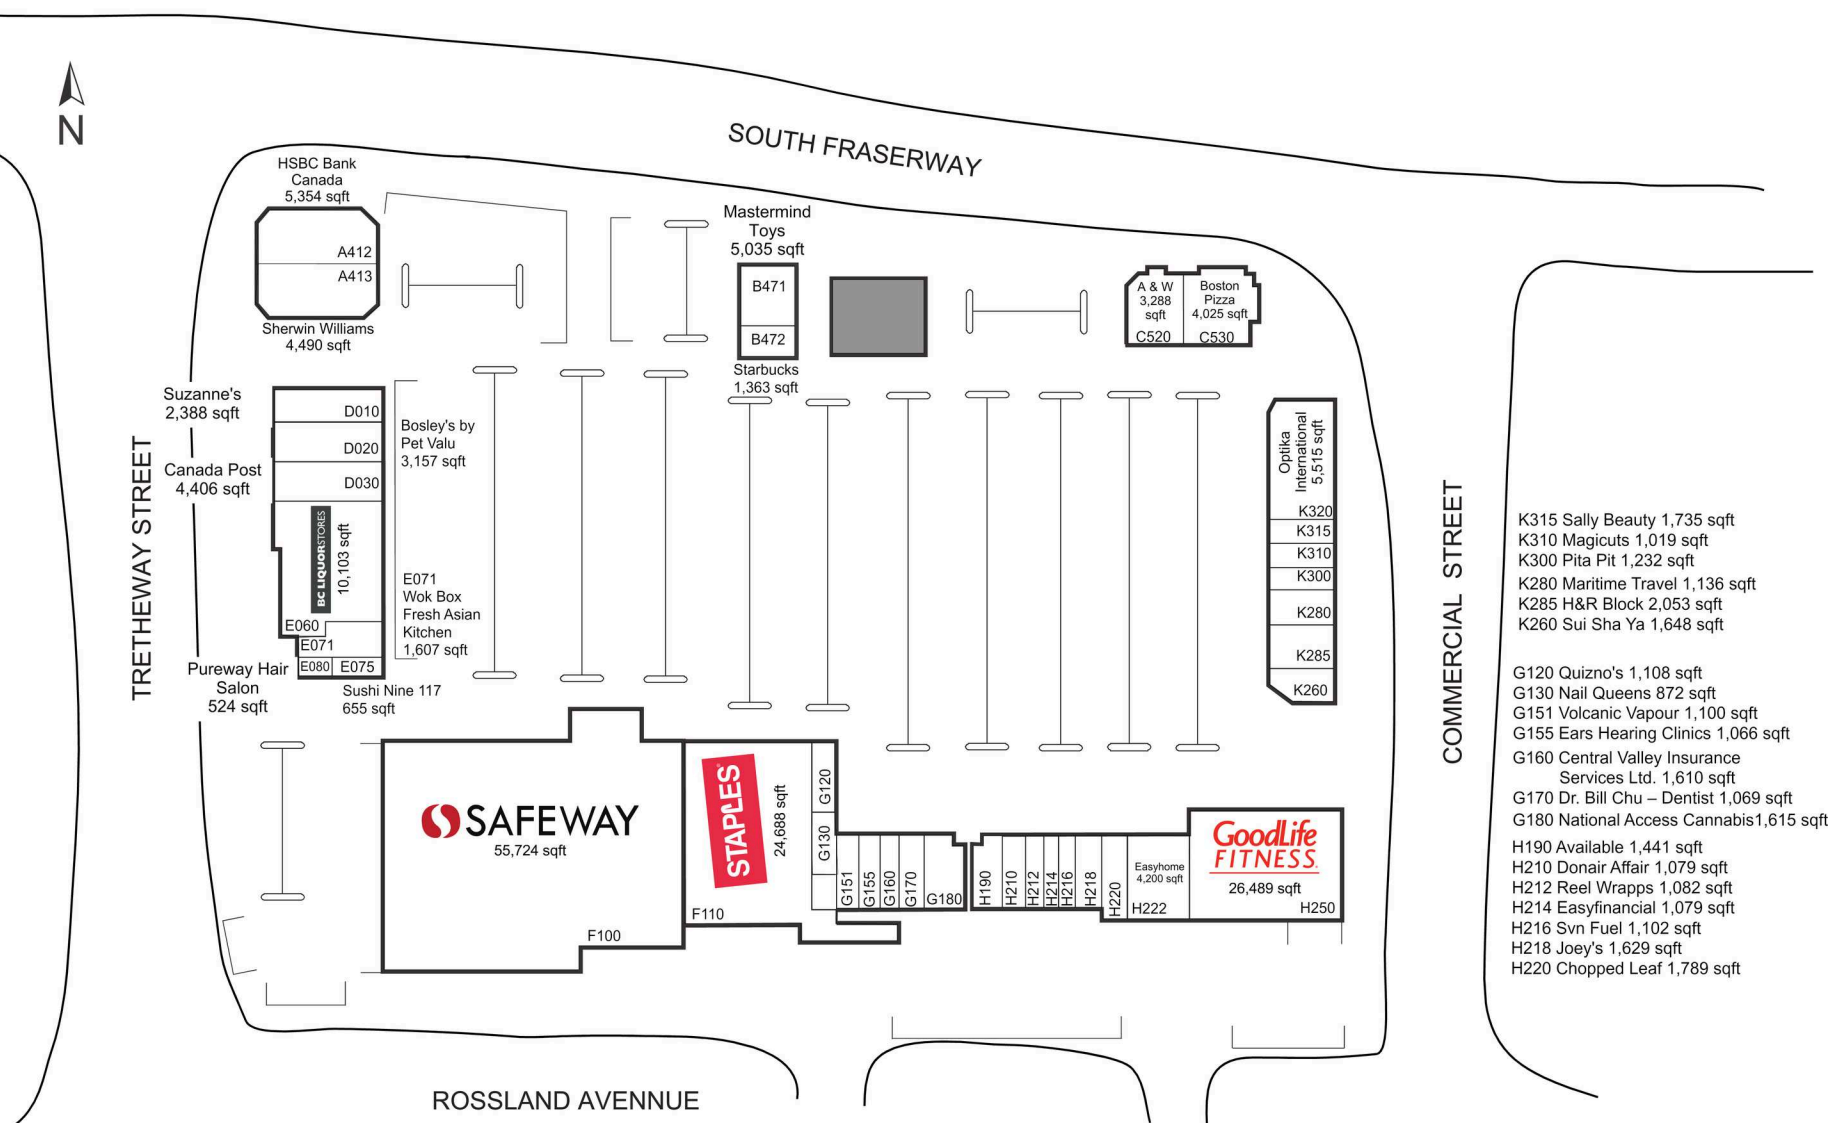 N
SOUTH FRASERWAY
HSBC Bank
Canada
5,354 sqft
A412
A413
Sherwin Williams
4,490 sqft
Mastermind
Toys
5,035 sqft
B471
B472
Starbucks
1,363 sqft
A & W
3,288
sqft
C520
Boston
Pizza
4,025 sqft
C530
Suzanne's
2,388 sqft
D010
D020
D030
Canada Post
4,406 sqft
Bosley's by
Pet Valu
3,157 sqft
BC LIQUORSTORES
10,103 sqft
E060
E071
E080
E075
E071
Wok Box
Fresh Asian
Kitchen
1,607 sqft
Pureway Hair
Salon
524 sqft
Sushi Nine 117
655 sqft
TRETHEWAY STREET
Optika
International
5,515 sqft
K320
K315
K310
K300
K280
K285
K260
COMMERCIAL STREET
K315 Sally Beauty 1,735 sqft
K310 Magicuts 1,019 sqft
K300 Pita Pit 1,232 sqft
K280 Maritime Travel 1,136 sqft
K285 H&R Block 2,053 sqft
K260 Sui Sha Ya 1,648 sqft
G120 Quizno's 1,108 sqft
G130 Nail Queens 872 sqft
G151 Volcanic Vapour 1,100 sqft
G155 Ears Hearing Clinics 1,066 sqft
G160 Central Valley Insurance
Services Ltd. 1,610 sqft
G170 Dr. Bill Chu – Dentist 1,069 sqft
G180 National Access Cannabis1,615 sqft
H190 Available 1,441 sqft
H210 Donair Affair 1,079 sqft
H212 Reel Wrapps 1,082 sqft
H214 Easyfinancial 1,079 sqft
H216 Svn Fuel 1,102 sqft
H218 Joey's 1,629 sqft
H220 Chopped Leaf 1,789 sqft
SAFEWAY
55,724 sqft
F100
STAPLES
24,688 sqft
F110
G120
G130
G151
G155
G160
G170
G180
H190
H210
H212
H214
H216
H218
H220
Easyhome
4,200 sqft
H222
GoodLife
FITNESS.
26,489 sqft
H250
ROSSLAND AVENNUE